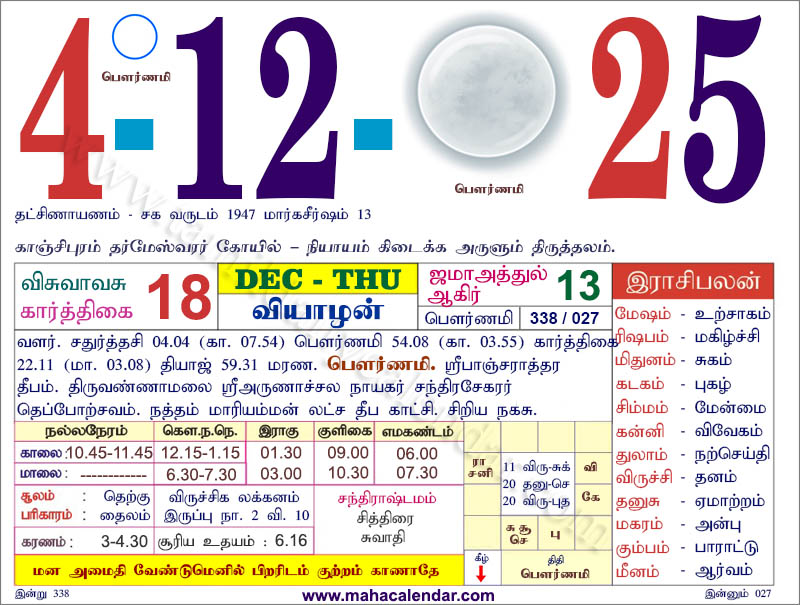 4 - 12 - 25
பௌர்ணமி
பௌர்ணமி
தட்சிணாயணம் - சக வருடம் 1947 மார்கசீர்ஷம் 13
காஞ்சிபுரம் தர்மேஸ்வரர் கோயில் – நியாயம் கிடைக்க அருளும் திருத்தலம்.
விசுவாவசு
கார்த்திகை 18
DEC - THU
வியாழன்
ஜமாஅத்துல்
ஆகிர் 13
பௌர்ணமி 338 / 027
வளர். சதுர்த்தசி 04.04 (கா. 07.54) பௌர்ணமி 54.08 (கா. 03.55) கார்த்திகை
22.11 (மா. 03.08) தியாஜ் 59.31 மரண. பௌர்ணமி. ஸ்ரீபாஞ்சராத்தர
தீபம். திருவண்ணாமலை ஸ்ரீஅருணாச்சல நாயகர் சந்திரசேகரர்
தெப்போற்சவம். நத்தம் மாரியம்மன் லட்ச தீப காட்சி. சிறிய நகசு.
நல்லநேரம் கௌ.ந.நெ. இராகு குளிகை எமகண்டம்
காலை: 10.45-11.45 12.15-1.15 01.30 09.00 06.00
மாலை: ------------ 6.30-7.30 03.00 10.30 07.30
சூலம் : தெற்கு
பரிகாரம் : தைலம்
விருச்சிக லக்கனம்
இருப்பு நா. 2 வி. 10
கரணம் : 3-4.30
சூரிய உதயம் : 6.16
சந்திராஷ்டமம்
சித்திரை
சுவாதி
மன அமைதி வேண்டுமெனில் பிறரிடம் குற்றம் காணாதே
ரா
சனி
11 விரு-சுக்
20 தனு-செ
20 விரு-புத
வி
கே
சு சூ
செ
பு
கீழ்
திதி
பௌர்ணமி
இராசிபலன்
மேஷம் - உற்சாகம்
ரிஷபம் - மகிழ்ச்சி
மிதுனம் - சுகம்
கடகம் - புகழ்
சிம்மம் - மேன்மை
கன்னி - விவேகம்
துலாம் - நற்செய்தி
விருச்சி - தனம்
தனுசு - ஏமாற்றம்
மகரம் - அன்பு
கும்பம் - பாராட்டு
மீனம் - ஆர்வம்
இன்று 338
www.mahacalendar.com
இன்னும் 027